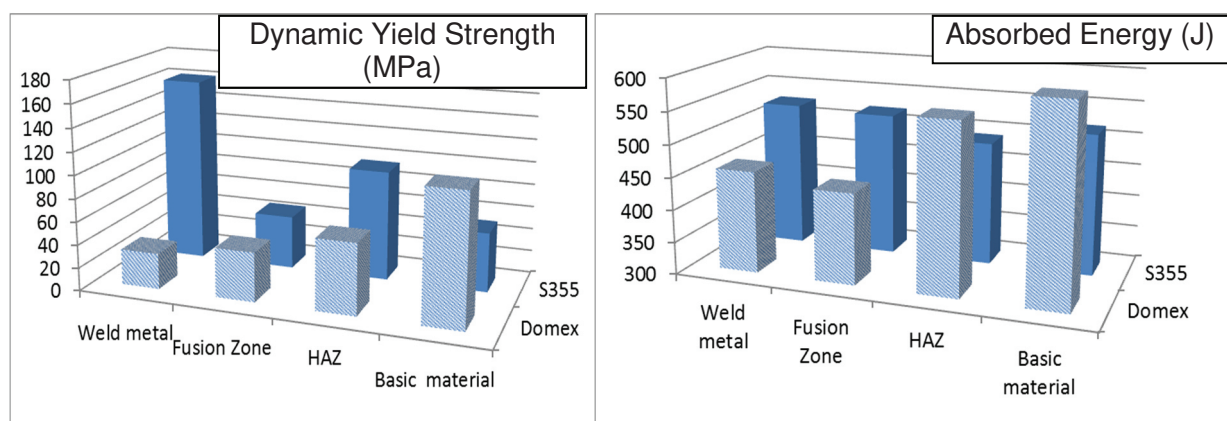 Dynamic Yield Strength
(MPa)
180
160
140
120
100
80
60
40
20
0
Weld metal
Fusion Zone
HAZ
Basic material
S355
Domex
Absorbed Energy (J)
600
550
500
450
400
350
300
Weld
metal
Fusion
Zone
HAZ
Basic
material
S355
Domex